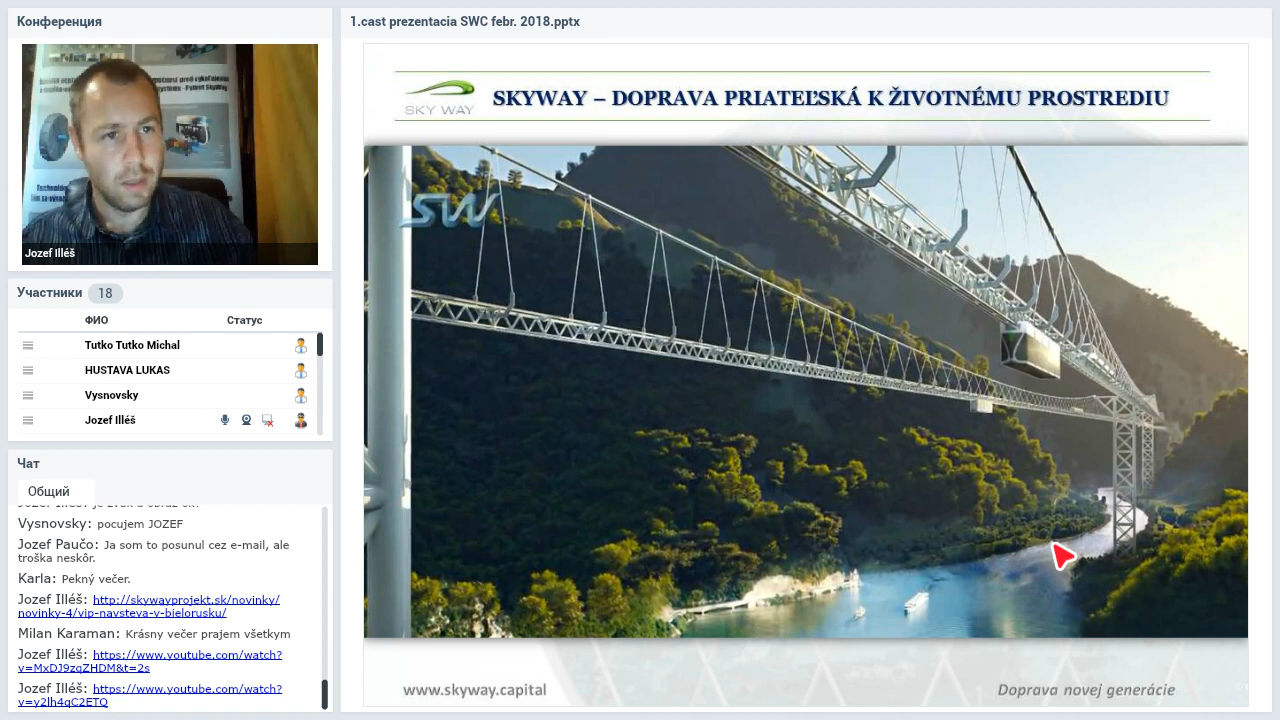 Конференция
Jozef Illéš
Участники 18
ФИО Статус
Tutko Tutko Michal
HUSTAVA LUKAS
Vysnovsky
Jozef Illéš
Чат
Общий
Vysnovsky: pocujem JOZEF
Jozef Paučo: Ja som to posunul cez e-mail, ale
troška neskôr.
Karla: Pekný večer.
Jozef Illéš: http://skywayprojekt.sk/novinky/
novinky-4/vip-navsteva-v-bielorusku/
Milan Karaman: Krásny večer prajem všetkym
Jozef Illéš: https://www.youtube.com/watch?
v=MxDJ9zqZHDM&t=2s
Jozef Illéš: https://www.youtube.com/watch?
v=y2lh4qC2ETQ
1.cast prezentacia SWC febr. 2018.pptx
SKY WAY
SKYWAY – DOPRAVA PRIATEĽSKÁ K ŽIVOTNÉMU PROSTREDIU
SW
www.skyway.capital
Doprava novej generácie